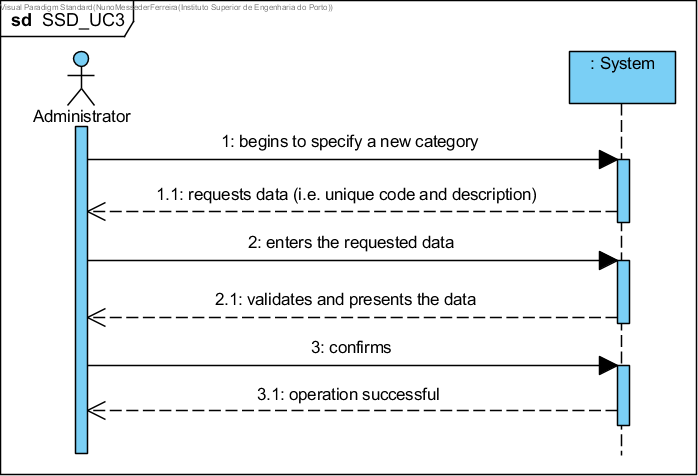 Visual Paradigm Standard(NunoMessederFerreira(Instituto Superior de Engenharia do Porto))
sd SSD_UC3
: System
Administrator
1: begins to specify a new category
1.1: requests data (i.e. unique code and description)
2: enters the requested data
2.1: validates and presents the data
3: confirms
3.1: operation successful